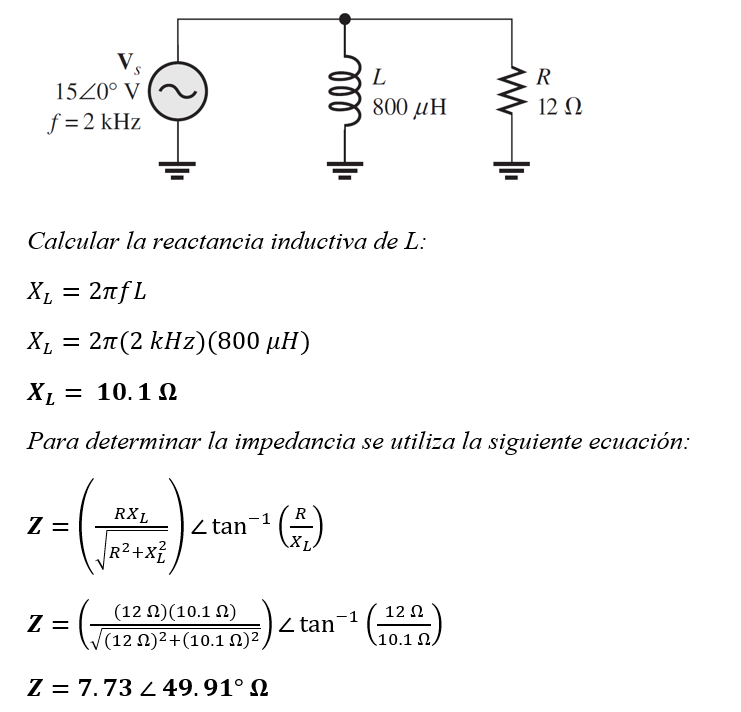 V_s
15∠0° V
f = 2 kHz
L
800 μH
R
12 Ω
Calcular la reactancia inductiva de L:
X_L = 2πfL
X_L = 2π(2 kHz)(800 μH)
X_L = 10.1 Ω
Para determinar la impedancia se utiliza la siguiente ecuación:
Z = (RX_L / √(R²+X_L²)) ∠ tan⁻¹ (R / X_L)
Z = ((12 Ω)(10.1 Ω) / √((12 Ω)²+(10.1 Ω)²)) ∠ tan⁻¹ (12 Ω / 10.1 Ω)
Z = 7.73 ∠ 49.91° Ω